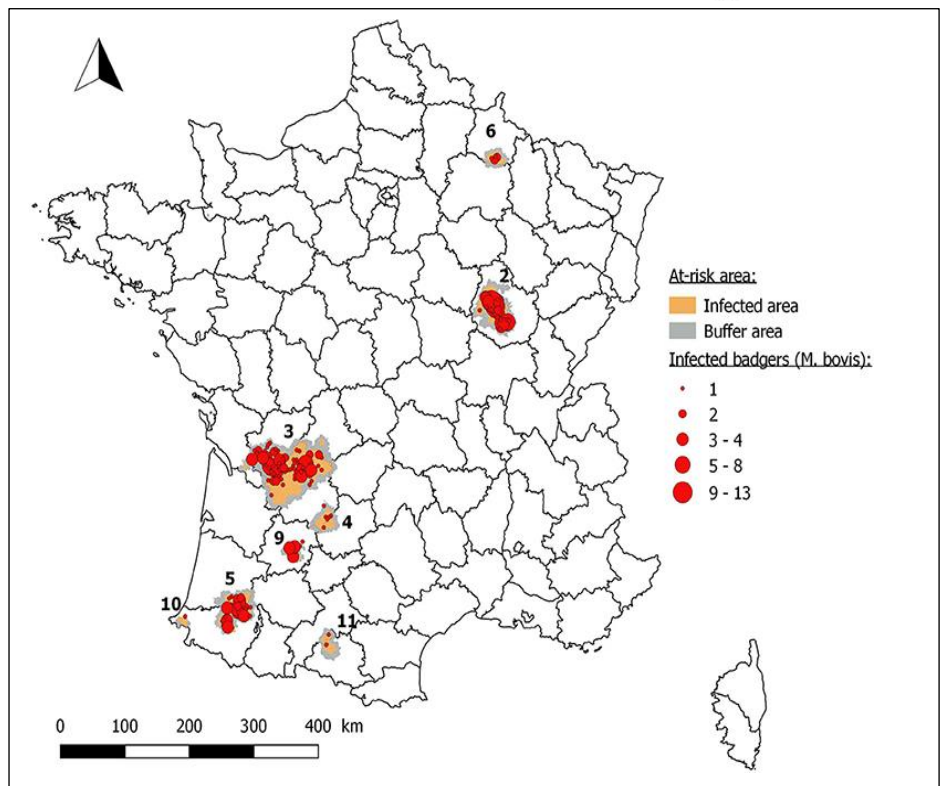 6
2
At-risk area:
Infected area
Buffer area
Infected badgers (M. bovis):
1
2
3 - 4
5 - 8
9 - 13
3
4
9
5
10
11
0 100 200 300 400 km